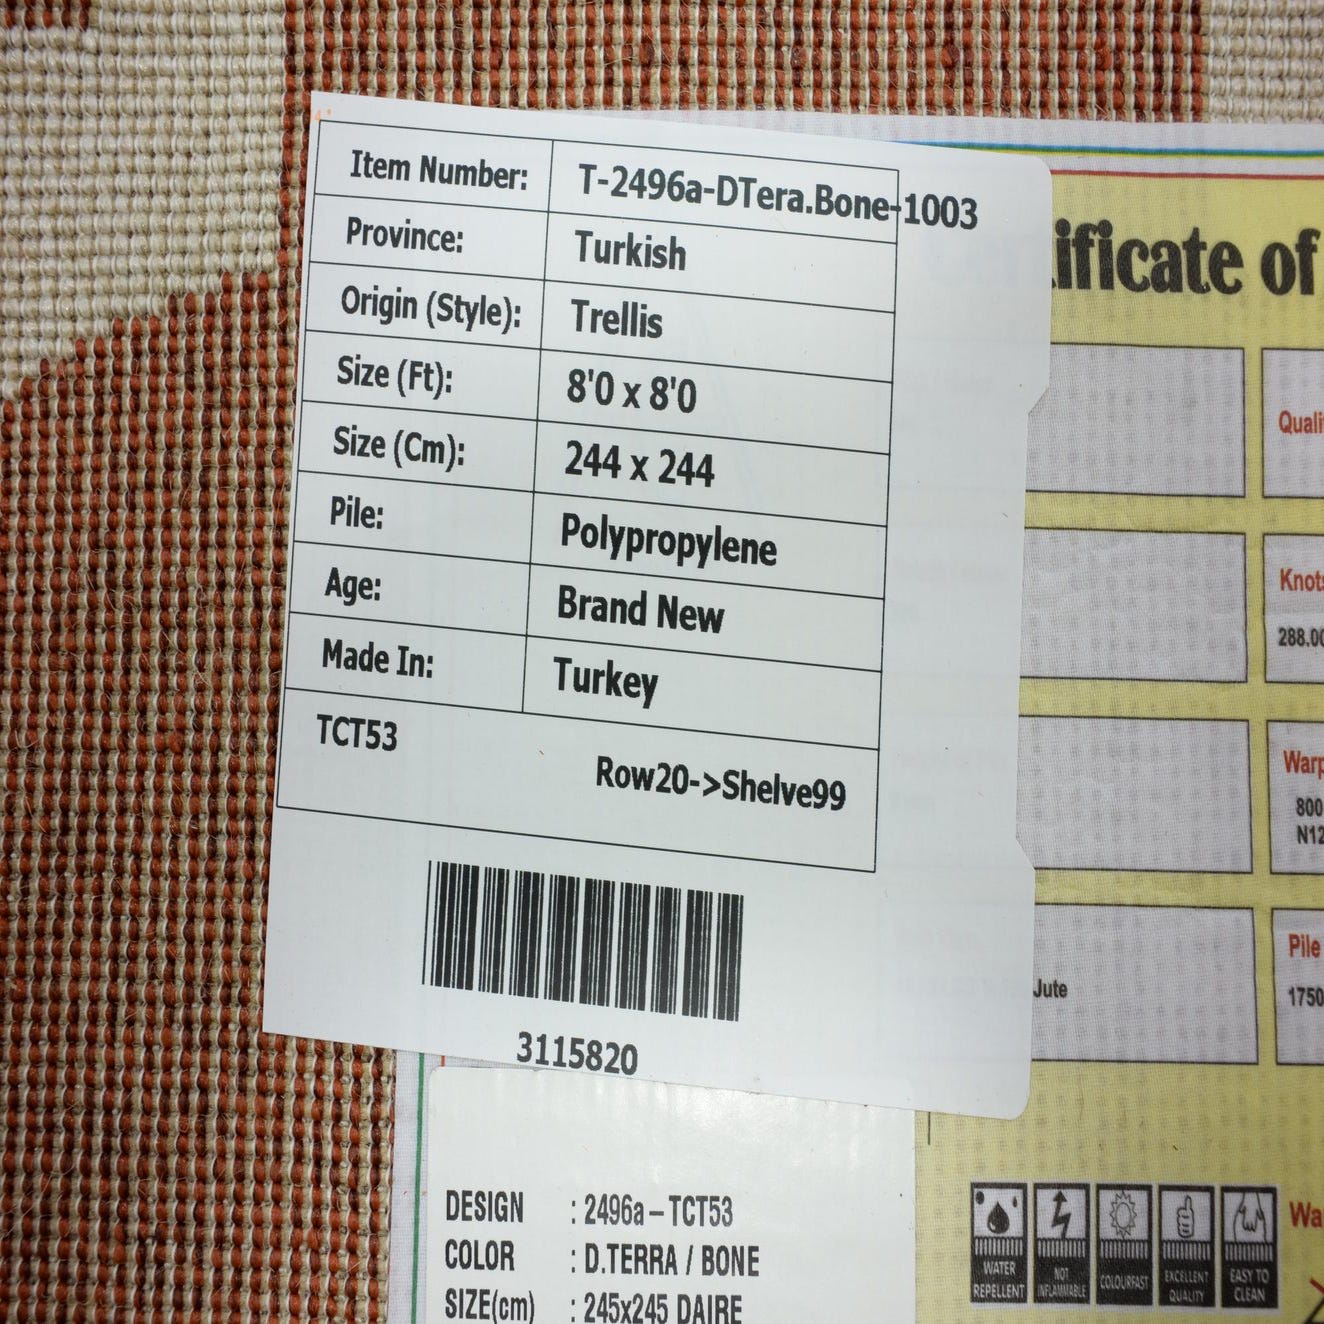 Item Number: T-2496a-DTera.Bone-1003
Province: Turkish
Origin (Style): Trellis
Size (Ft): 8'0 x 8'0
Size (Cm): 244 x 244
Pile: Polypropylene
Age: Brand New
Made In: Turkey
TCT53
Row20->Shelve99
3115820
DESIGN : 2496a – TCT53
COLOR : D.TERRA / BONE
SIZE(cm) : 245x245 DAIRE
ificate of
Quali
Knots
288.00
Warp
800
N12
Pile
Jute
1750
WATER REPELLENT
NOT INFLAMMABLE
COLOURFAST
EXCELLENT QUALITY
EASY TO CLEAN
Wa